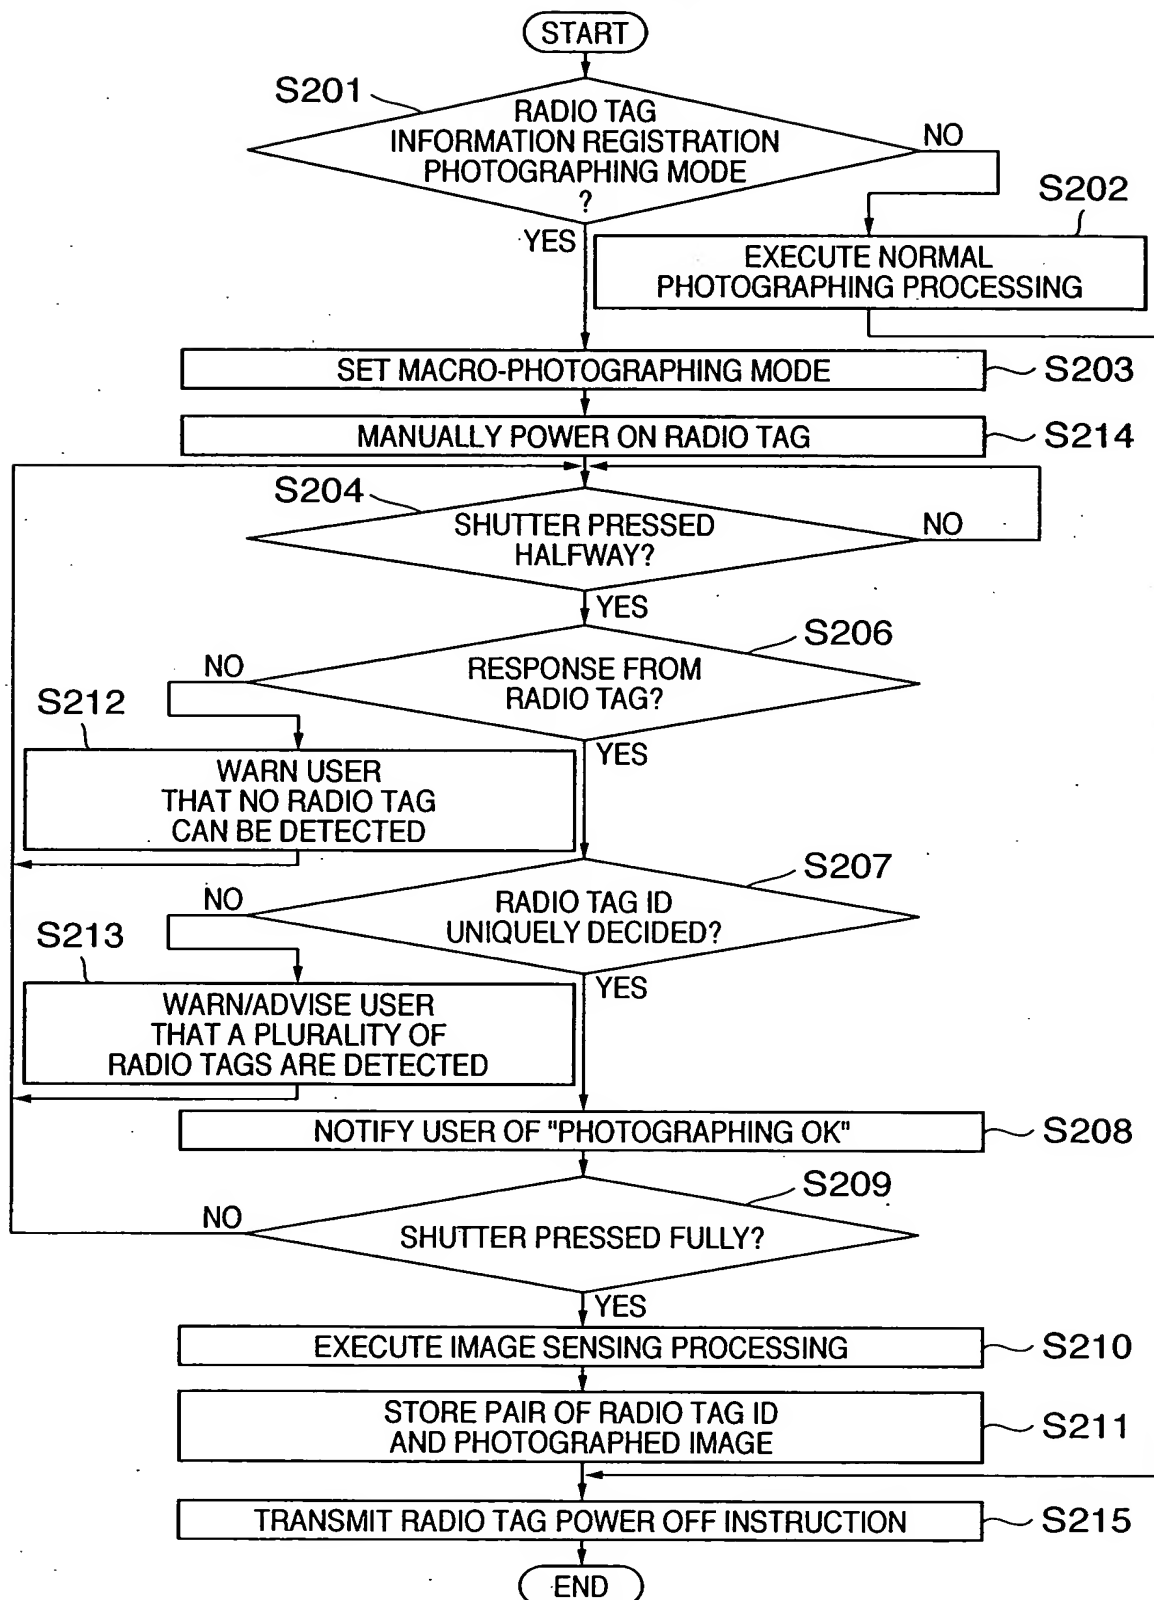 START
S201
RADIO TAG
INFORMATION REGISTRATION
PHOTOGRAPHING MODE
?
NO
YES
S202
EXECUTE NORMAL
PHOTOGRAPHING PROCESSING
SET MACRO-PHOTOGRAPHING MODE
S203
MANUALLY POWER ON RADIO TAG
S214
S204
SHUTTER PRESSED
HALFWAY?
NO
YES
S206
RESPONSE FROM
RADIO TAG?
NO
YES
S212
WARN USER
THAT NO RADIO TAG
CAN BE DETECTED
S207
RADIO TAG ID
UNIQUELY DECIDED?
NO
YES
S213
WARN/ADVISE USER
THAT A PLURALITY OF
RADIO TAGS ARE DETECTED
NOTIFY USER OF "PHOTOGRAPHING OK"
S208
S209
SHUTTER PRESSED FULLY?
NO
YES
EXECUTE IMAGE SENSING PROCESSING
S210
STORE PAIR OF RADIO TAG ID
AND PHOTOGRAPHED IMAGE
S211
TRANSMIT RADIO TAG POWER OFF INSTRUCTION
S215
END